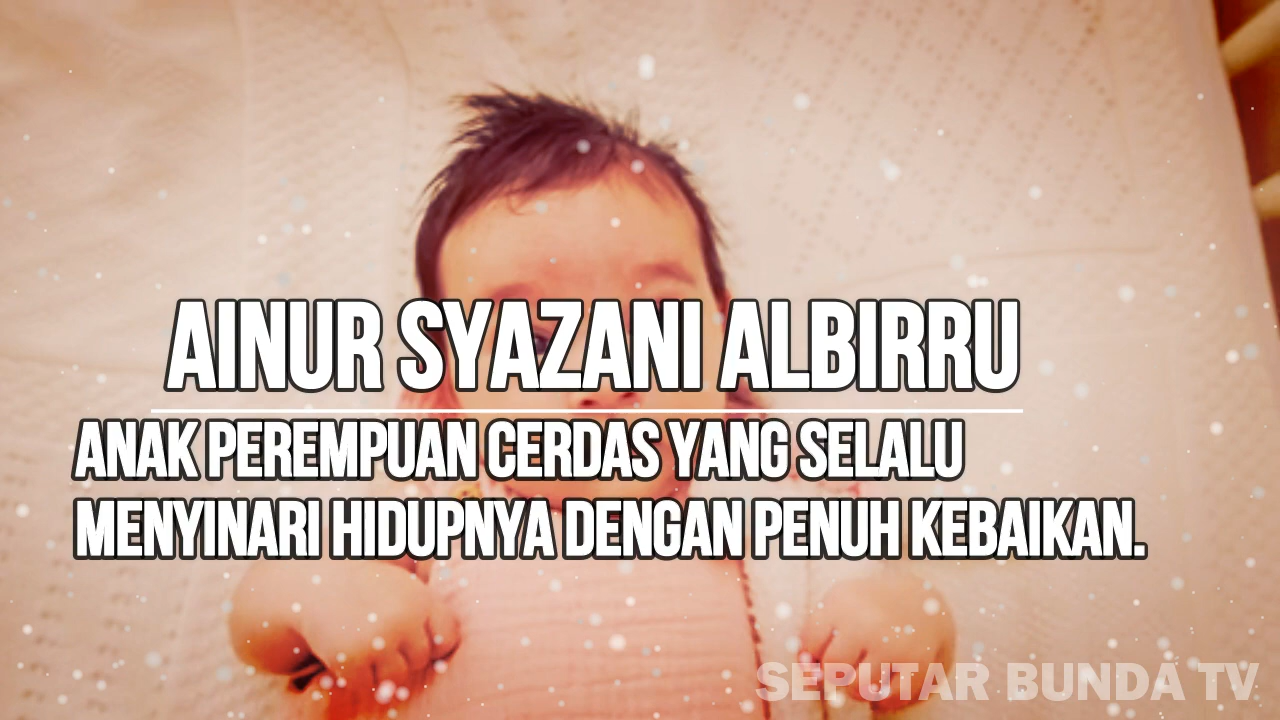 AINUR SYAZANI ALBIRRU
ANAK PEREMPUAN CERDAS YANG SELALU
MENYINARI HIDUPNYA DENGAN PENUH KEBAIKAN.
SEPUTAR BUNDA TV